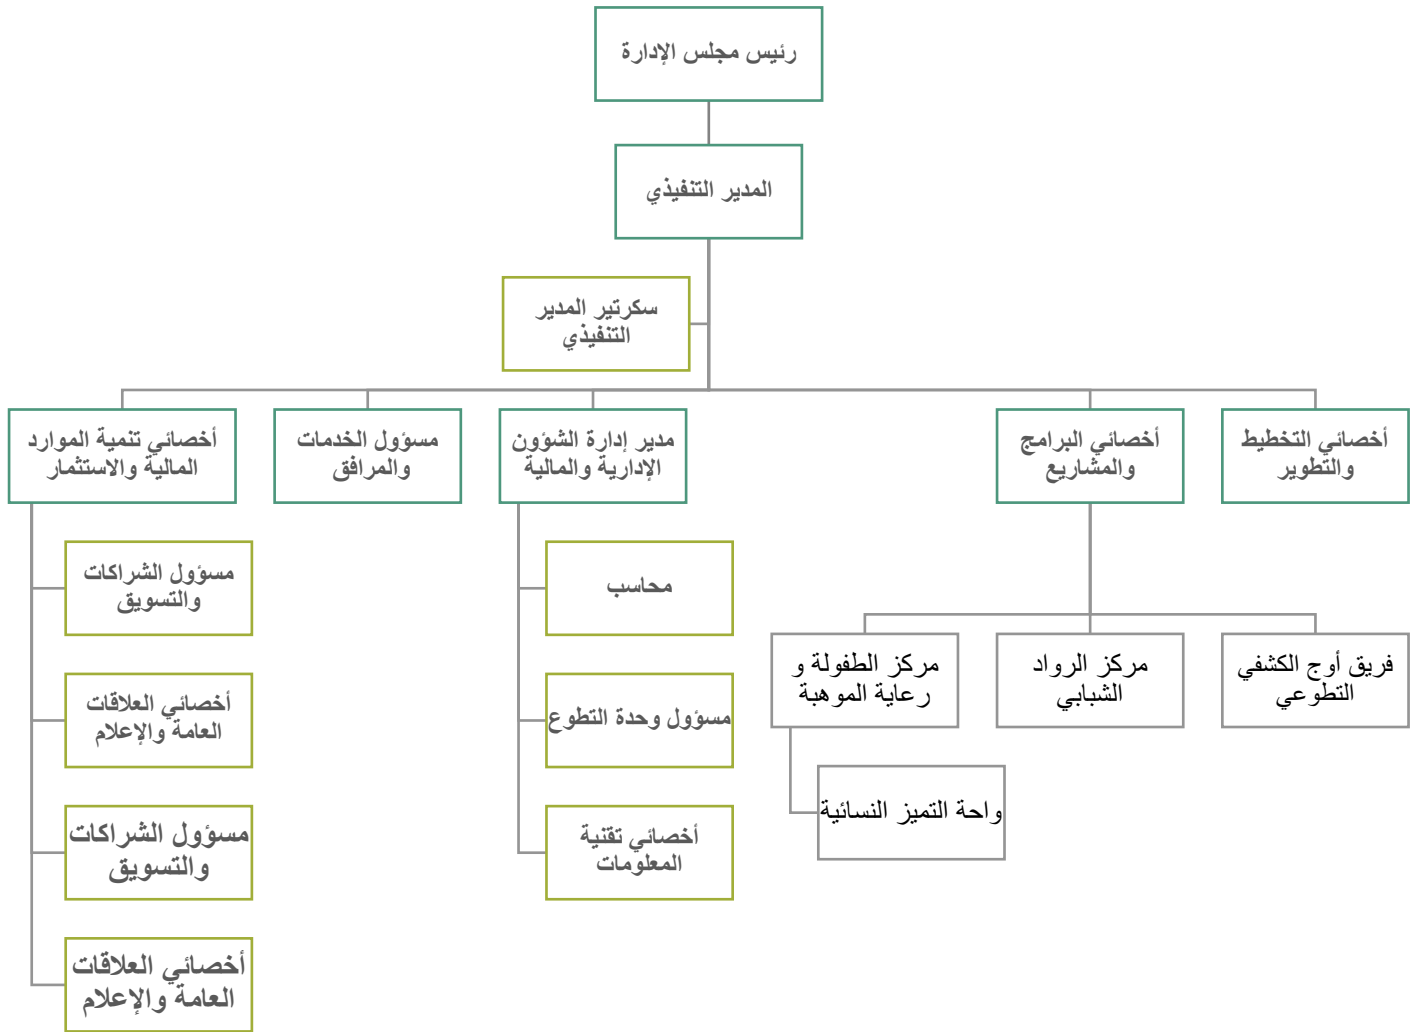 رئيس مجلس الإدارة
المدير التنفيذي
سكرتير المدير
التنفيذي
أخصائي التخطيط
والتطوير
أخصائي البرامج
والمشاريع
مدير إدارة الشؤون
الإدارية والمالية
مسؤول الخدمات
والمرافق
أخصائي تنمية الموارد
المالية والاستثمار
فريق أوج الكشفي
التطوعي
مركز الرواد
الشبابي
مركز الطفولة و
رعاية الموهبة
واحة التميز النسائية
محاسب
مسؤول وحدة التطوع
أخصائي تقنية
المعلومات
مسؤول الشراكات
والتسويق
أخصائي العلاقات
العامة والإعلام
مسؤول الشراكات
والتسويق
أخصائي العلاقات
العامة والإعلام